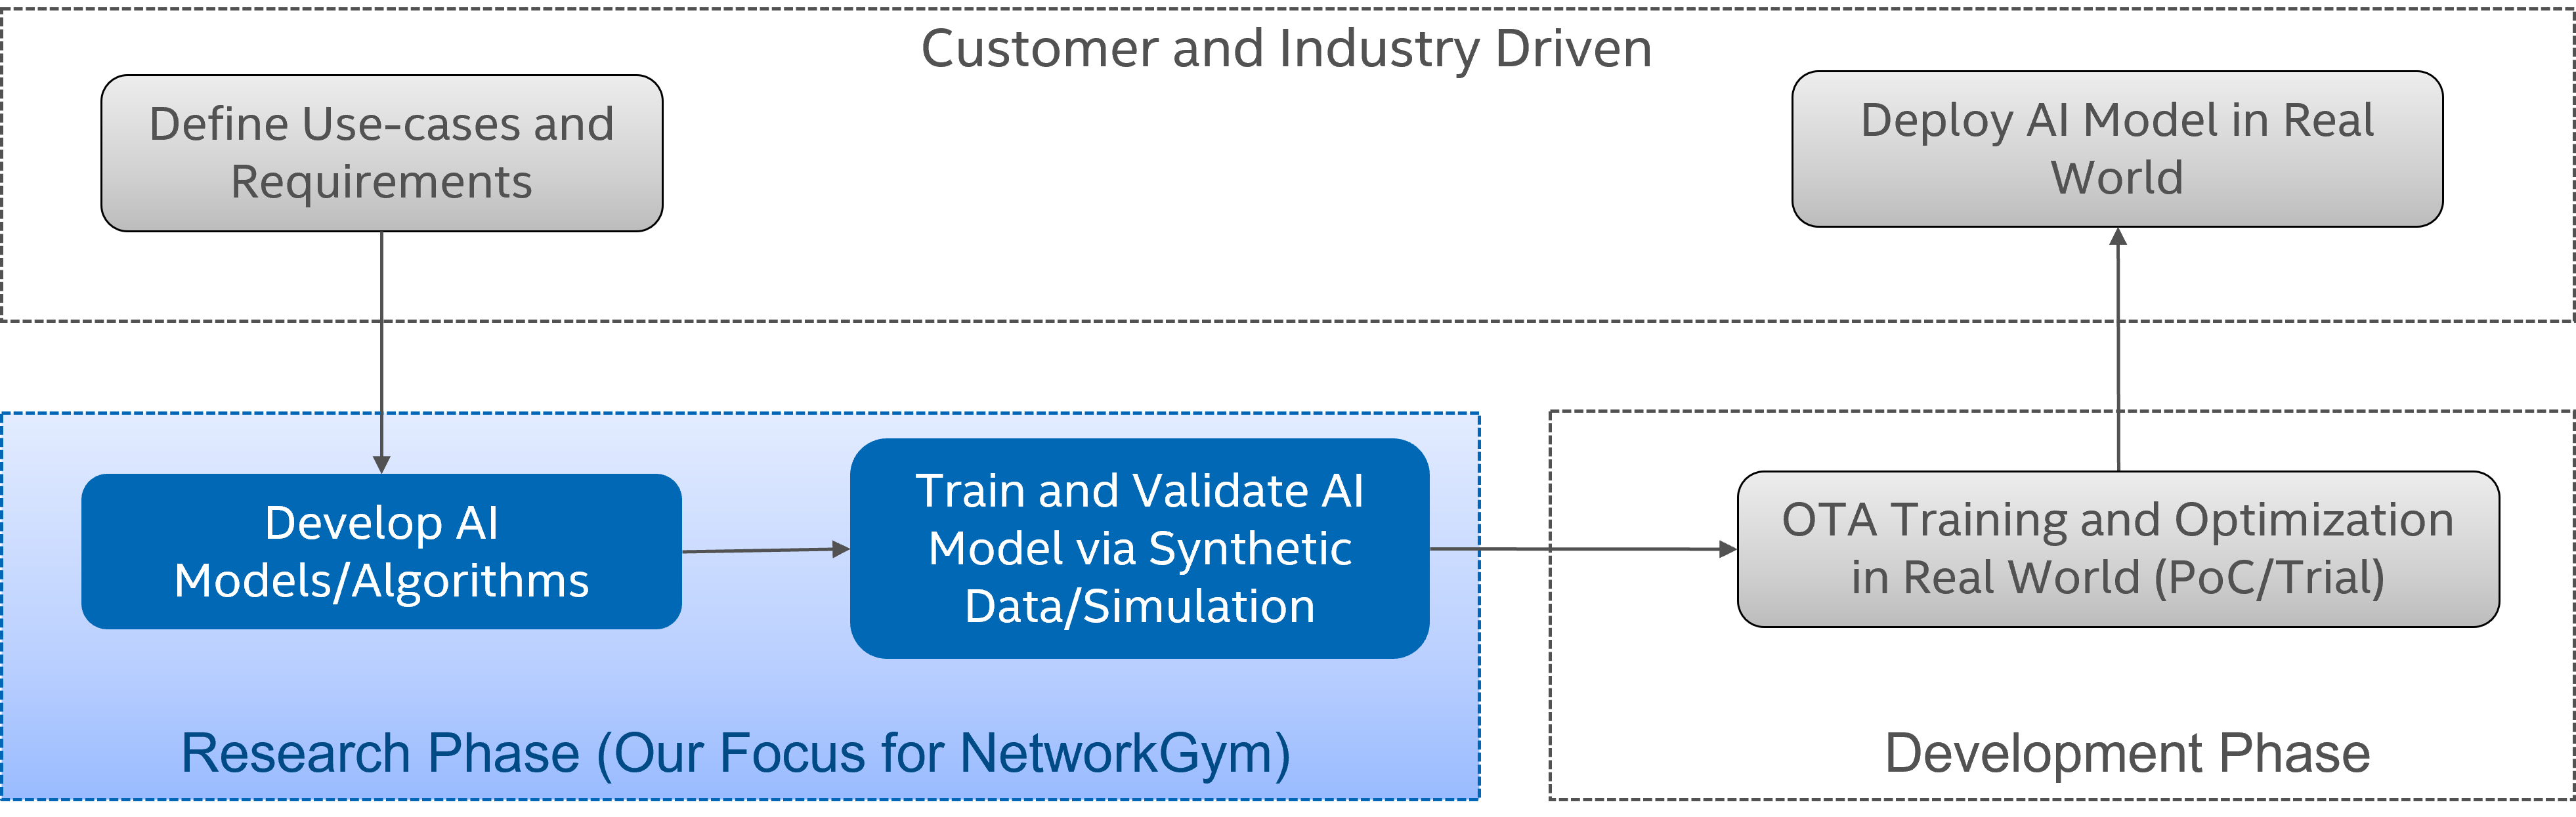 Customer and Industry Driven
Define Use-cases and
Requirements
Deploy AI Model in Real
World
Develop AI
Models/Algorithms
Train and Validate AI
Model via Synthetic
Data/Simulation
OTA Training and Optimization
in Real World (PoC/Trial)
Research Phase (Our Focus for NetworkGym)
Development Phase